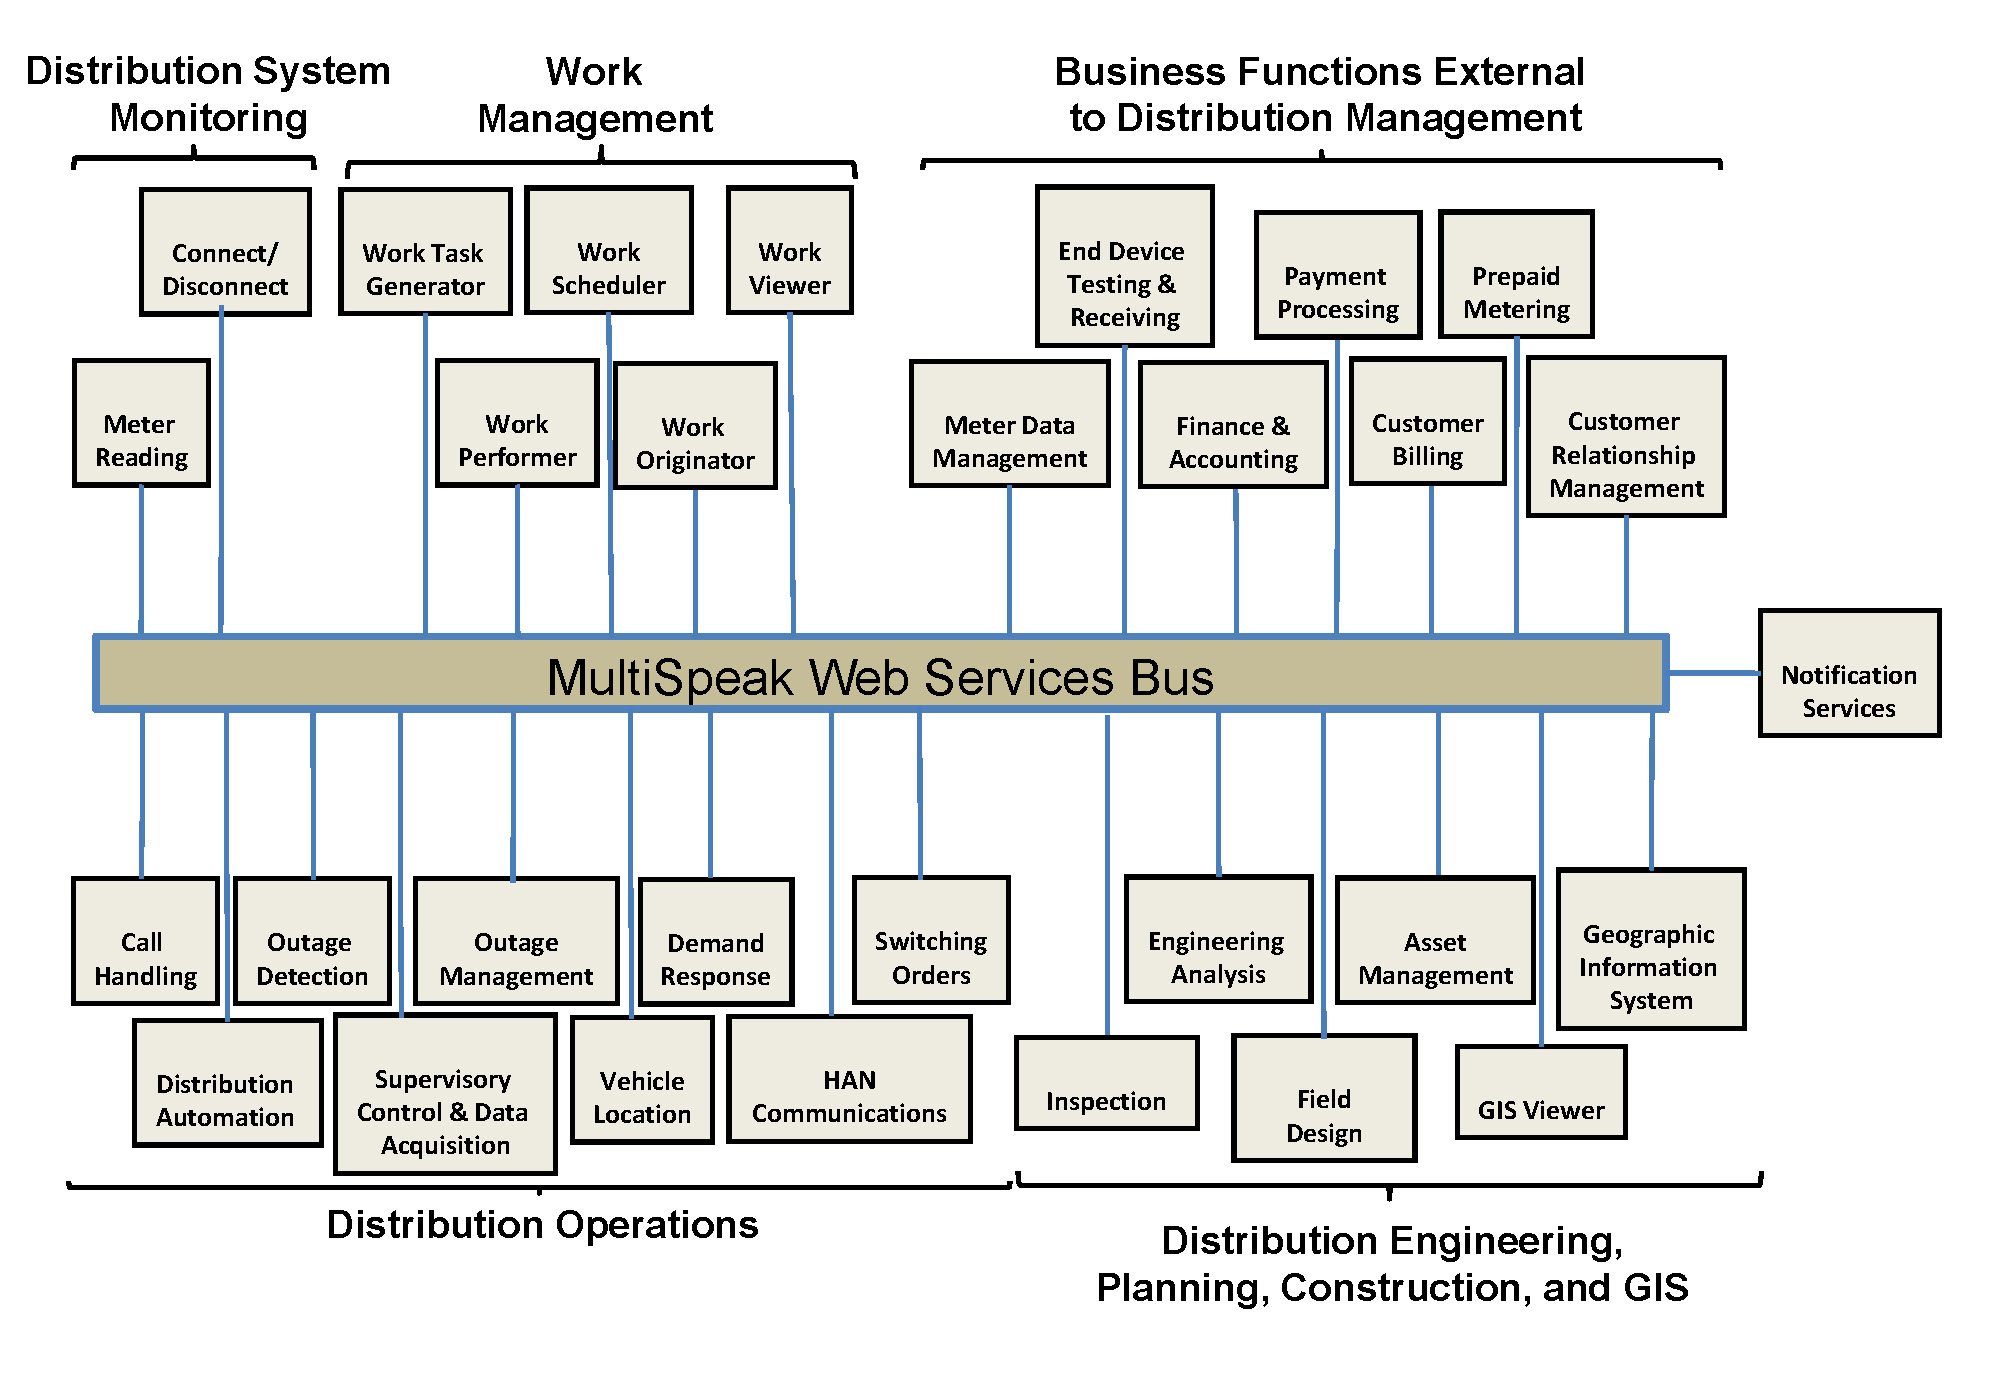 Distribution System
Monitoring
Work
Management
Business Functions External
to Distribution Management
Connect/
Disconnect
Work Task
Generator
Work
Scheduler
Work
Viewer
End Device
Testing &
Receiving
Payment
Processing
Prepaid
Metering
Meter
Reading
Work
Performer
Work
Originator
Meter Data
Management
Finance &
Accounting
Customer
Billing
Customer
Relationship
Management
MultiSpeak Web Services Bus
Notification
Services
Call
Handling
Outage
Detection
Outage
Management
Demand
Response
Switching
Orders
Engineering
Analysis
Asset
Management
Geographic
Information
System
Distribution
Automation
Supervisory
Control & Data
Acquisition
Vehicle
Location
HAN
Communications
Inspection
Field
Design
GIS Viewer
Distribution Operations
Distribution Engineering,
Planning, Construction, and GIS